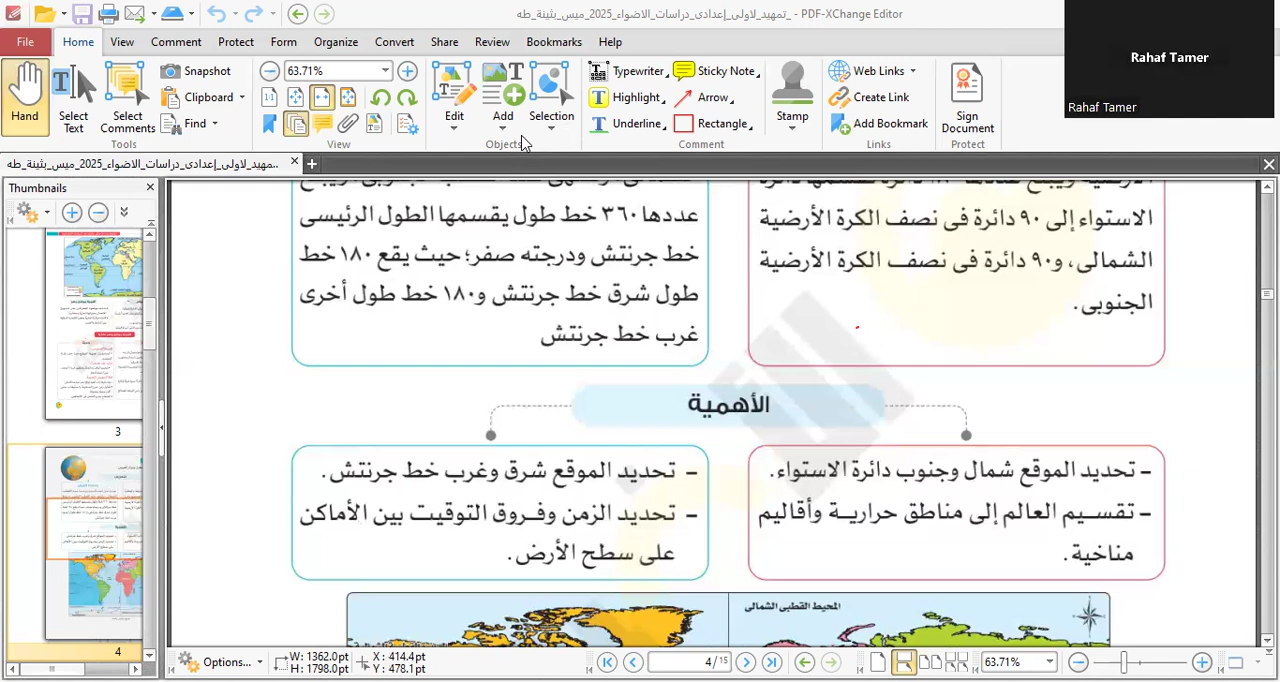 تمهيد_لاولى_إعدادى_دراسات_الاضواء_2025_ميس_بثينة_طه_ - PDF-XChange Editor
File Home View Comment Protect Form Organize Convert Share Review Bookmarks Help
Rahaf Tamer
Rahaf Tamer
Hand
Select Text
Select Comments
Snapshot
Clipboard
Find
Tools
63.71%
View
Edit
Add
Selection
Objects
Typewriter
Sticky Note
Highlight
Arrow
Underline
Rectangle
Stamp
Comment
Web Links
Create Link
Add Bookmark
Links
Sign Document
Protect
تمهيد_لاولى_إعدادى_دراسات_الاضواء_2025_ميس_بثينة_طه...
Thumbnails
3
4
الاستواء إلى ٩٠ دائرة فى نصف الكرة الأرضية
الشمالى، و٩٠ دائرة فى نصف الكرة الأرضية
الجنوبى.
عددها ٣٦٠ خط طول يقسمها الطول الرئيسى
خط جرنتش ودرجته صفر؛ حيث يقع ١٨٠ خط
طول شرق خط جرنتش و١٨٠ خط طول أخرى
غرب خط جرنتش
الأهمية
– تحديد الموقع شمال وجنوب دائرة الاستواء.
– تقسيم العالم إلى مناطق حرارية وأقاليم
مناخية.
– تحديد الموقع شرق وغرب خط جرنتش.
– تحديد الزمن وفروق التوقيت بين الأماكن
على سطح الأرض.
المحيط القطبى الشمالى
Options...
W: 1362.0pt
H: 1798.0pt
X: 414.4pt
Y: 478.1pt
4 / 15
63.71%